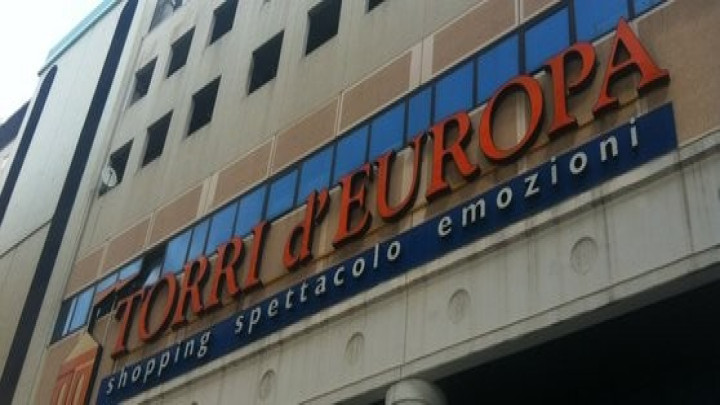 TORRI d'EUROPA
shopping spettacolo emozioni